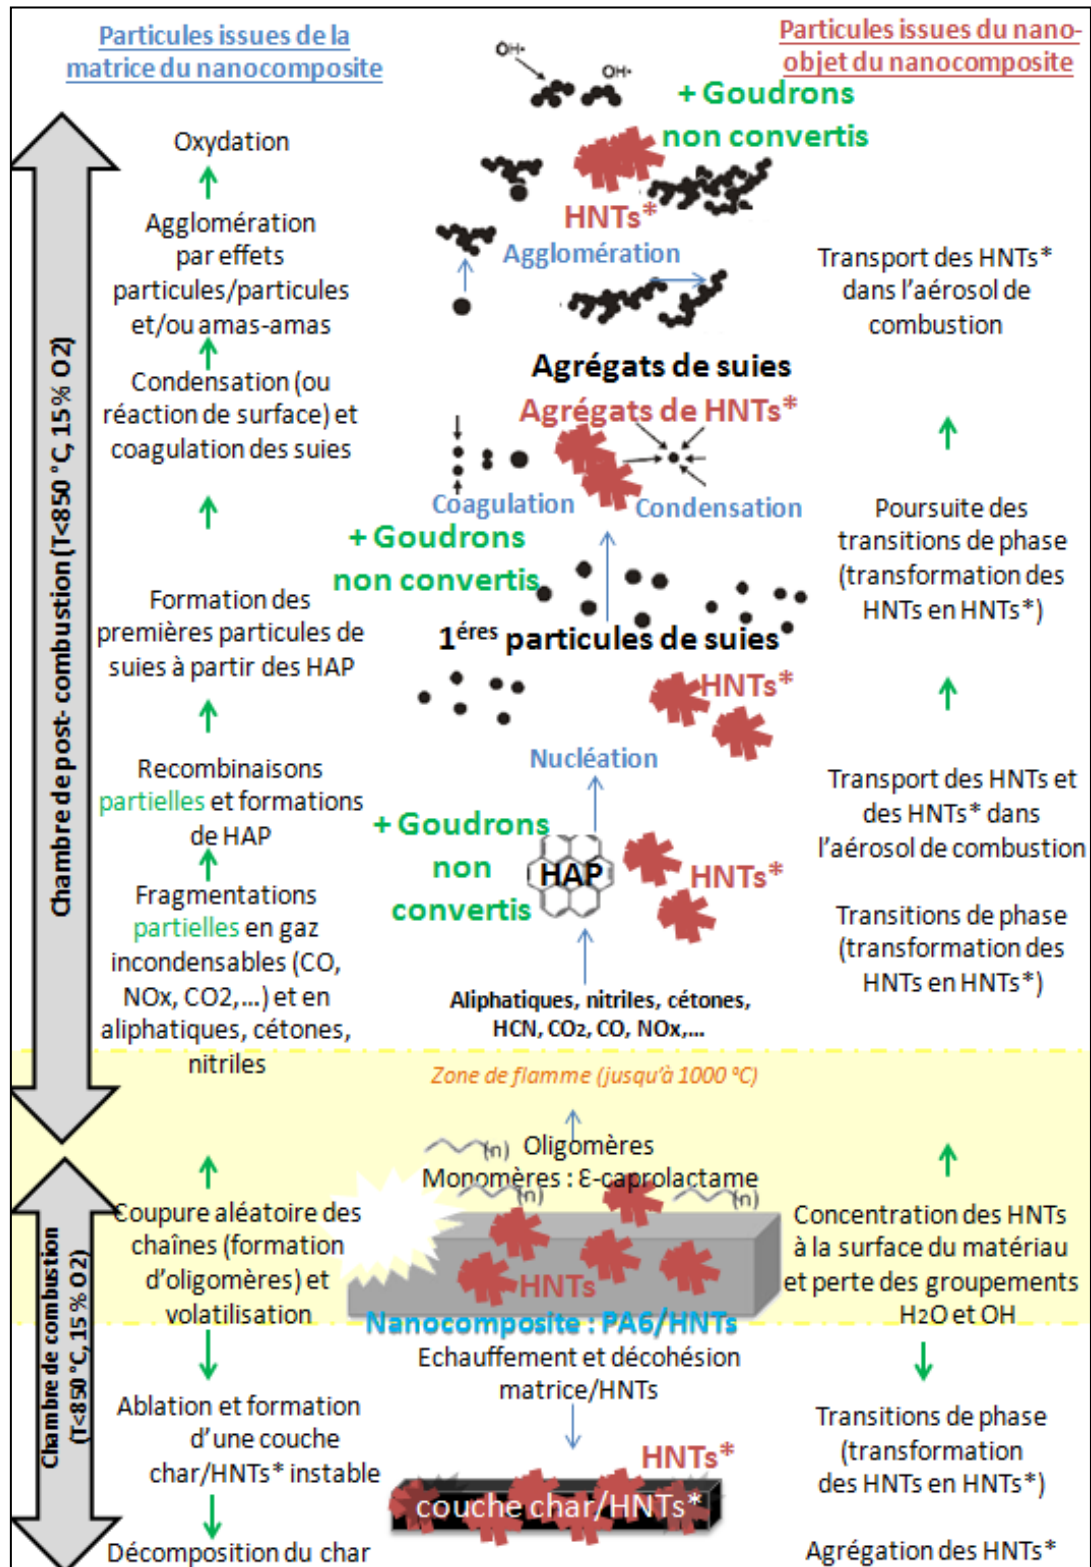 Particules issues de la
matrice du nanocomposite
Particules issues du nano-
objet du nanocomposite
OH•
OH•
+ Goudrons
non convertis
Oxydation
HNTs*
Agglomération
par effets
particules/particules
et/ou amas-amas
Agglomération
Transport des HNTs*
dans l’aérosol de
combustion
Agrégats de suies
Agrégats de HNTs*
Condensation (ou
réaction de surface) et
coagulation des suies
Coagulation
Condensation
+ Goudrons
non convertis
Poursuite des
transitions de phase
(transformation des
HNTs en HNTs*)
Formation des
premières particules de
suies à partir des HAP
1éres particules de suies
HNTs*
Nucléation
Recombinaisons
partielles et formations
de HAP
+ Goudrons
non
convertis
HAP
HNTs*
Transport des HNTs et
des HNTs* dans
l’aérosol de combustion
Fragmentations
partielles en gaz
incondensables (CO,
NOx, CO2,...) et en
aliphatiques, cétones,
nitriles
Transitions de phase
(transformation des
HNTs en HNTs*)
Aliphatiques, nitriles, cétones,
HCN, CO2, CO, NOx,...
Chambre de post- combustion (T<850 °C, 15% O2)
Zone de flamme (jusqu’à 1000 ºC)
(n) Oligomères
Monomères : Ɛ-caprolactame
(n)
(n)
Coupure aléatoire des
chaînes (formation
d’oligomères) et
volatilisation
HNTs
Nanocomposite : PA6/HNTs
Concentration des HNTs
à la surface du matériau
et perte des groupements
H2O et OH
Echauffement et décohésion
matrice/HNTs
Chambre de combustion
(T<850 °C, 15 % O2)
Ablation et formation
d’une couche
char/HNTs* instable
HNTs*
couche char/HNTs*
Transitions de phase
(transformation
des HNTs en HNTs*)
Décomposition du char
Agrégation des HNTs*